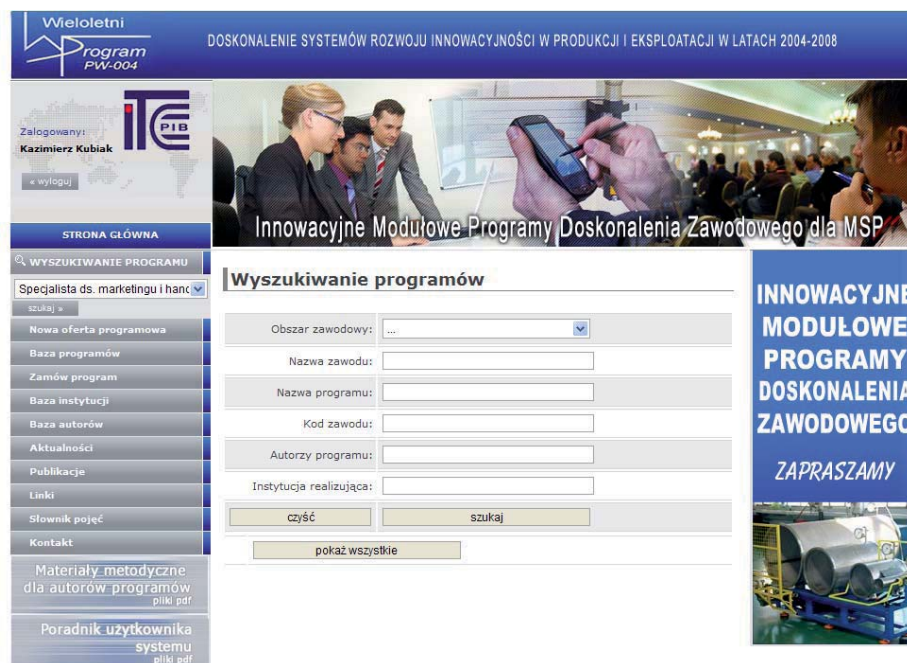 Wieloletni
Program
PW-004
DOSKONALENIE SYSTEMÓW ROZWOJU INNOWACYJNOŚCI W PRODUKCJI I EKSPLOATACJI W LATACH 2004-2008
iTE
PIB
Zalogowany:
Kazimierz Kubiak
« wyloguj
Innowacyjne Modułowe Programy Doskonalenia Zawodowego dla MSP
STRONA GŁÓWNA
WYSZUKIWANIE PROGRAMU
Specjalista ds. marketingu i hand
szukaj »
Nowa oferta programowa
Baza programów
Zamów program
Baza instytucji
Baza autorów
Aktualności
Publikacje
Linki
Słownik pojęć
Kontakt
Materiały metodyczne
dla autorów programów
pliki pdf
Poradnik użytkownika
systemu
pliki pdf
Wyszukiwanie programów
Obszar zawodowy: ...
Nazwa zawodu:
Nazwa programu:
Kod zawodu:
Autorzy programu:
Instytucja realizująca:
czyść szukaj
pokaż wszystkie
INNOWACYJNE
MODUŁOWE
PROGRAMY
DOSKONALENIA
ZAWODOWEGO
ZAPRASZAMY